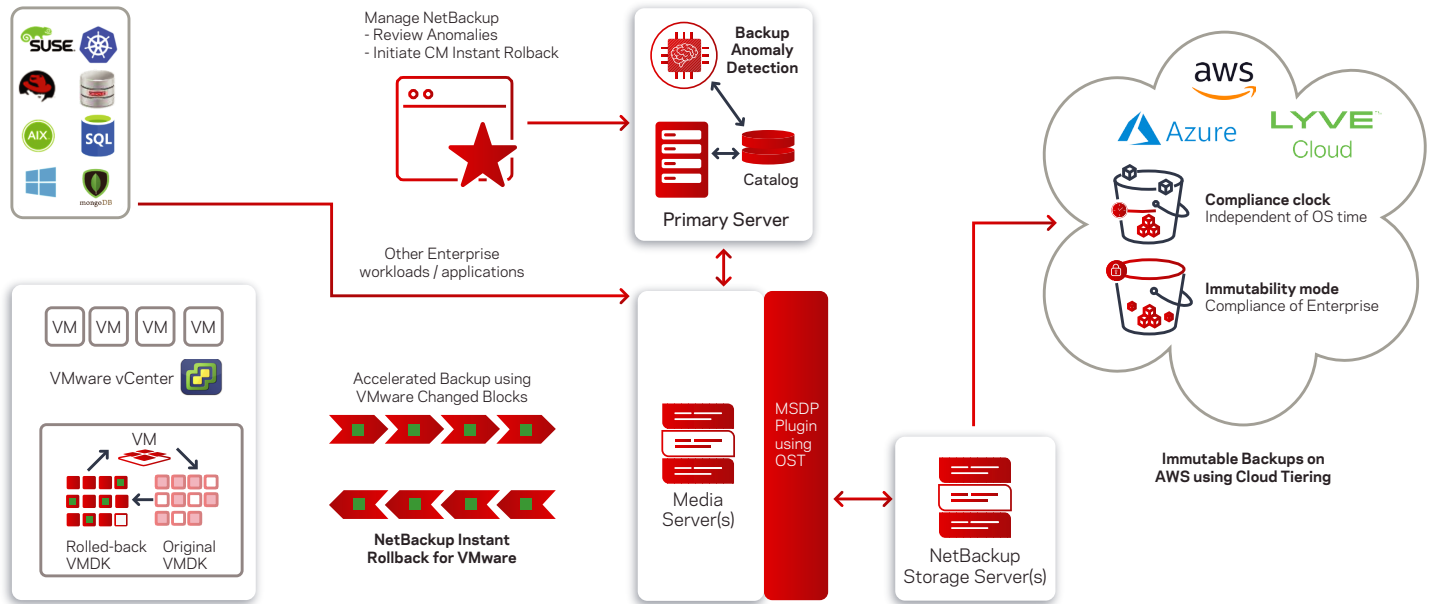 SUSE
AIX
SQL
mongoDB
Manage NetBackup
- Review Anomalies
- Initiate CM Instant Rolback
Backup
Anomaly
Detection
Catalog
Primary Server
Other Enterprise
workloads / applications
VM
VM
VM
VM
VMware vCenter
VM
Rolled-back
VMDK
Original
VMDK
Accelerated Backup using
VMware Changed Blocks
NetBackup Instant
Rollback for VMware
Media
Server(s)
MSDP
Plugin
using
OST
NetBackup
Storage Server(s)
aws
Azure
LYVE™
Cloud
Compliance clock
Independent of OS time
Immutability mode
Compliance of Enterprise
Immutable Backups on
AWS using Cloud Tiering